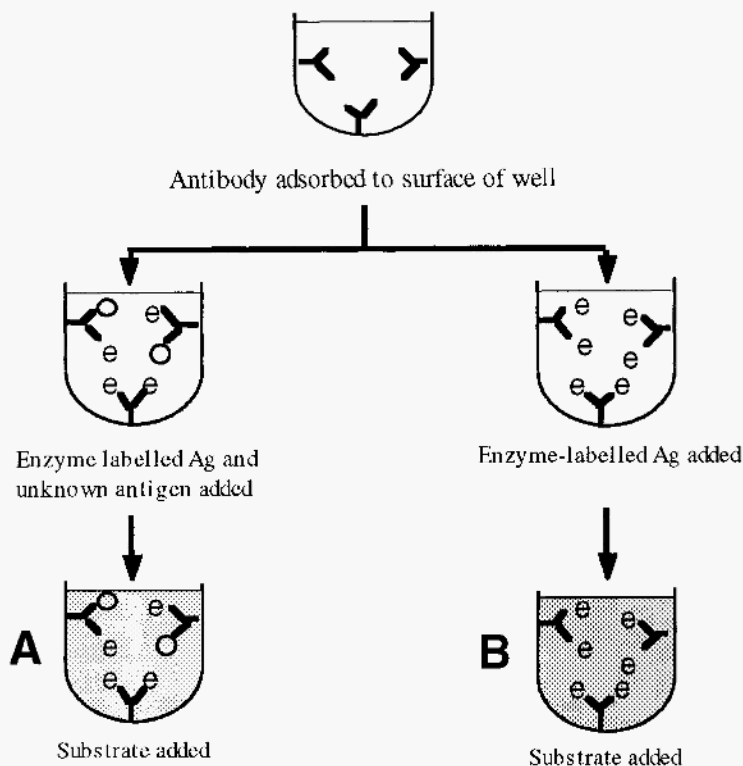 Antibody adsorbed to surface of well
e
e
e e
e
e
e
e
e e
Enzyme labelled Ag and
unknown antigen added
Enzyme-labelled Ag added
A
e
e
e e
B
e
e
e
e
e e
Substrate added
Substrate added